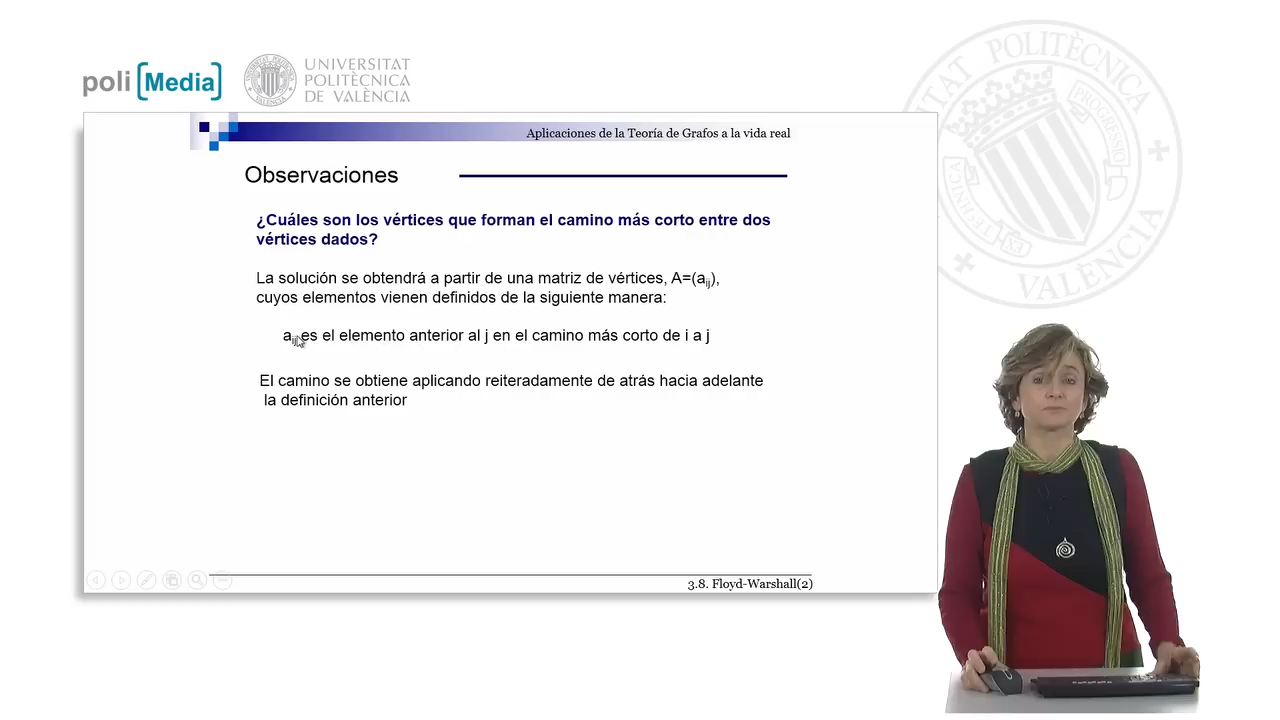 poli [Media]
UNIVERSITAT
POLITÈCNICA
DE VALÈNCIA
UNIVERSITAT POLITÈCNICA
DE VALÈNCIA
Aplicaciones de la Teoría de Grafos a la vida real
Observaciones
¿Cuáles son los vértices que forman el camino más corto entre dos
vértices dados?
La solución se obtendrá a partir de una matriz de vértices, A=(aij),
cuyos elementos vienen definidos de la siguiente manera:
aij es el elemento anterior al j en el camino más corto de i a j
El camino se obtiene aplicando reiteradamente de atrás hacia adelante
la definición anterior
3.8. Floyd-Warshall(2)